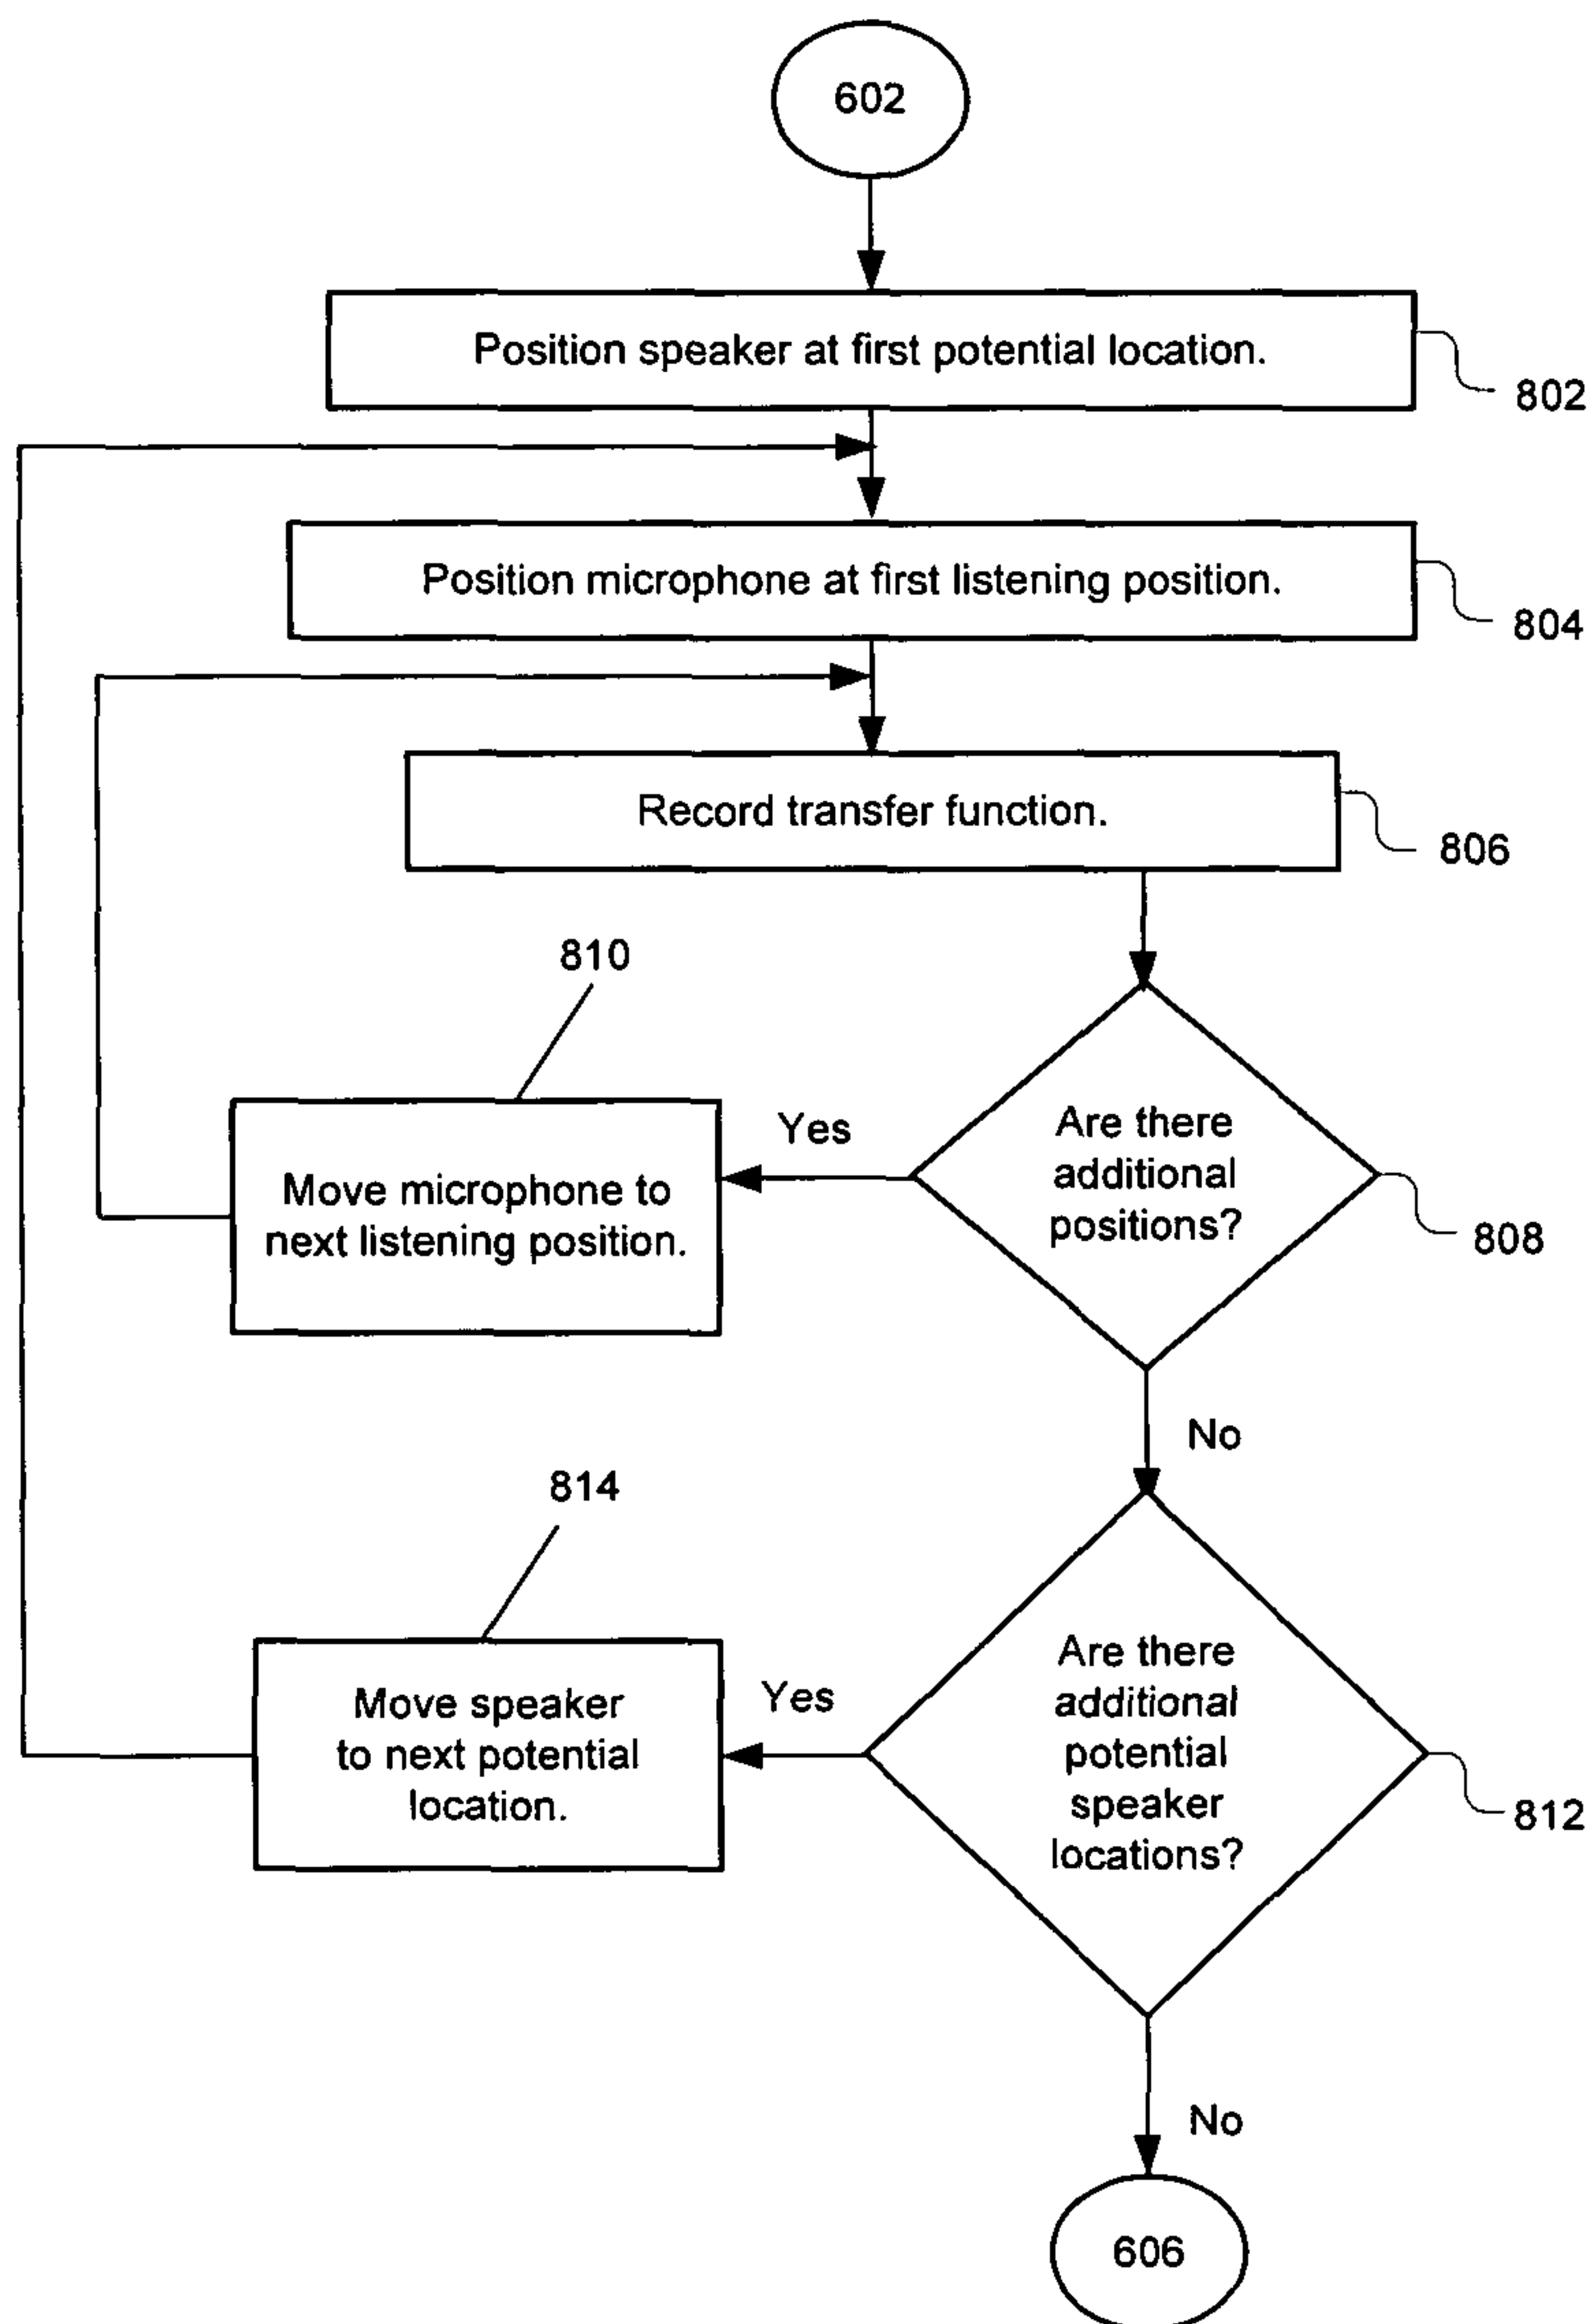 602
Position speaker at first potential location.
802
Position microphone at first listening position.
804
Record transfer function.
806
810
Are there
additional
positions?
Yes
Move microphone to
next listening position.
808
No
814
Are there
additional
potential
speaker
locations?
Yes
Move speaker
to next potential
location.
812
No
606